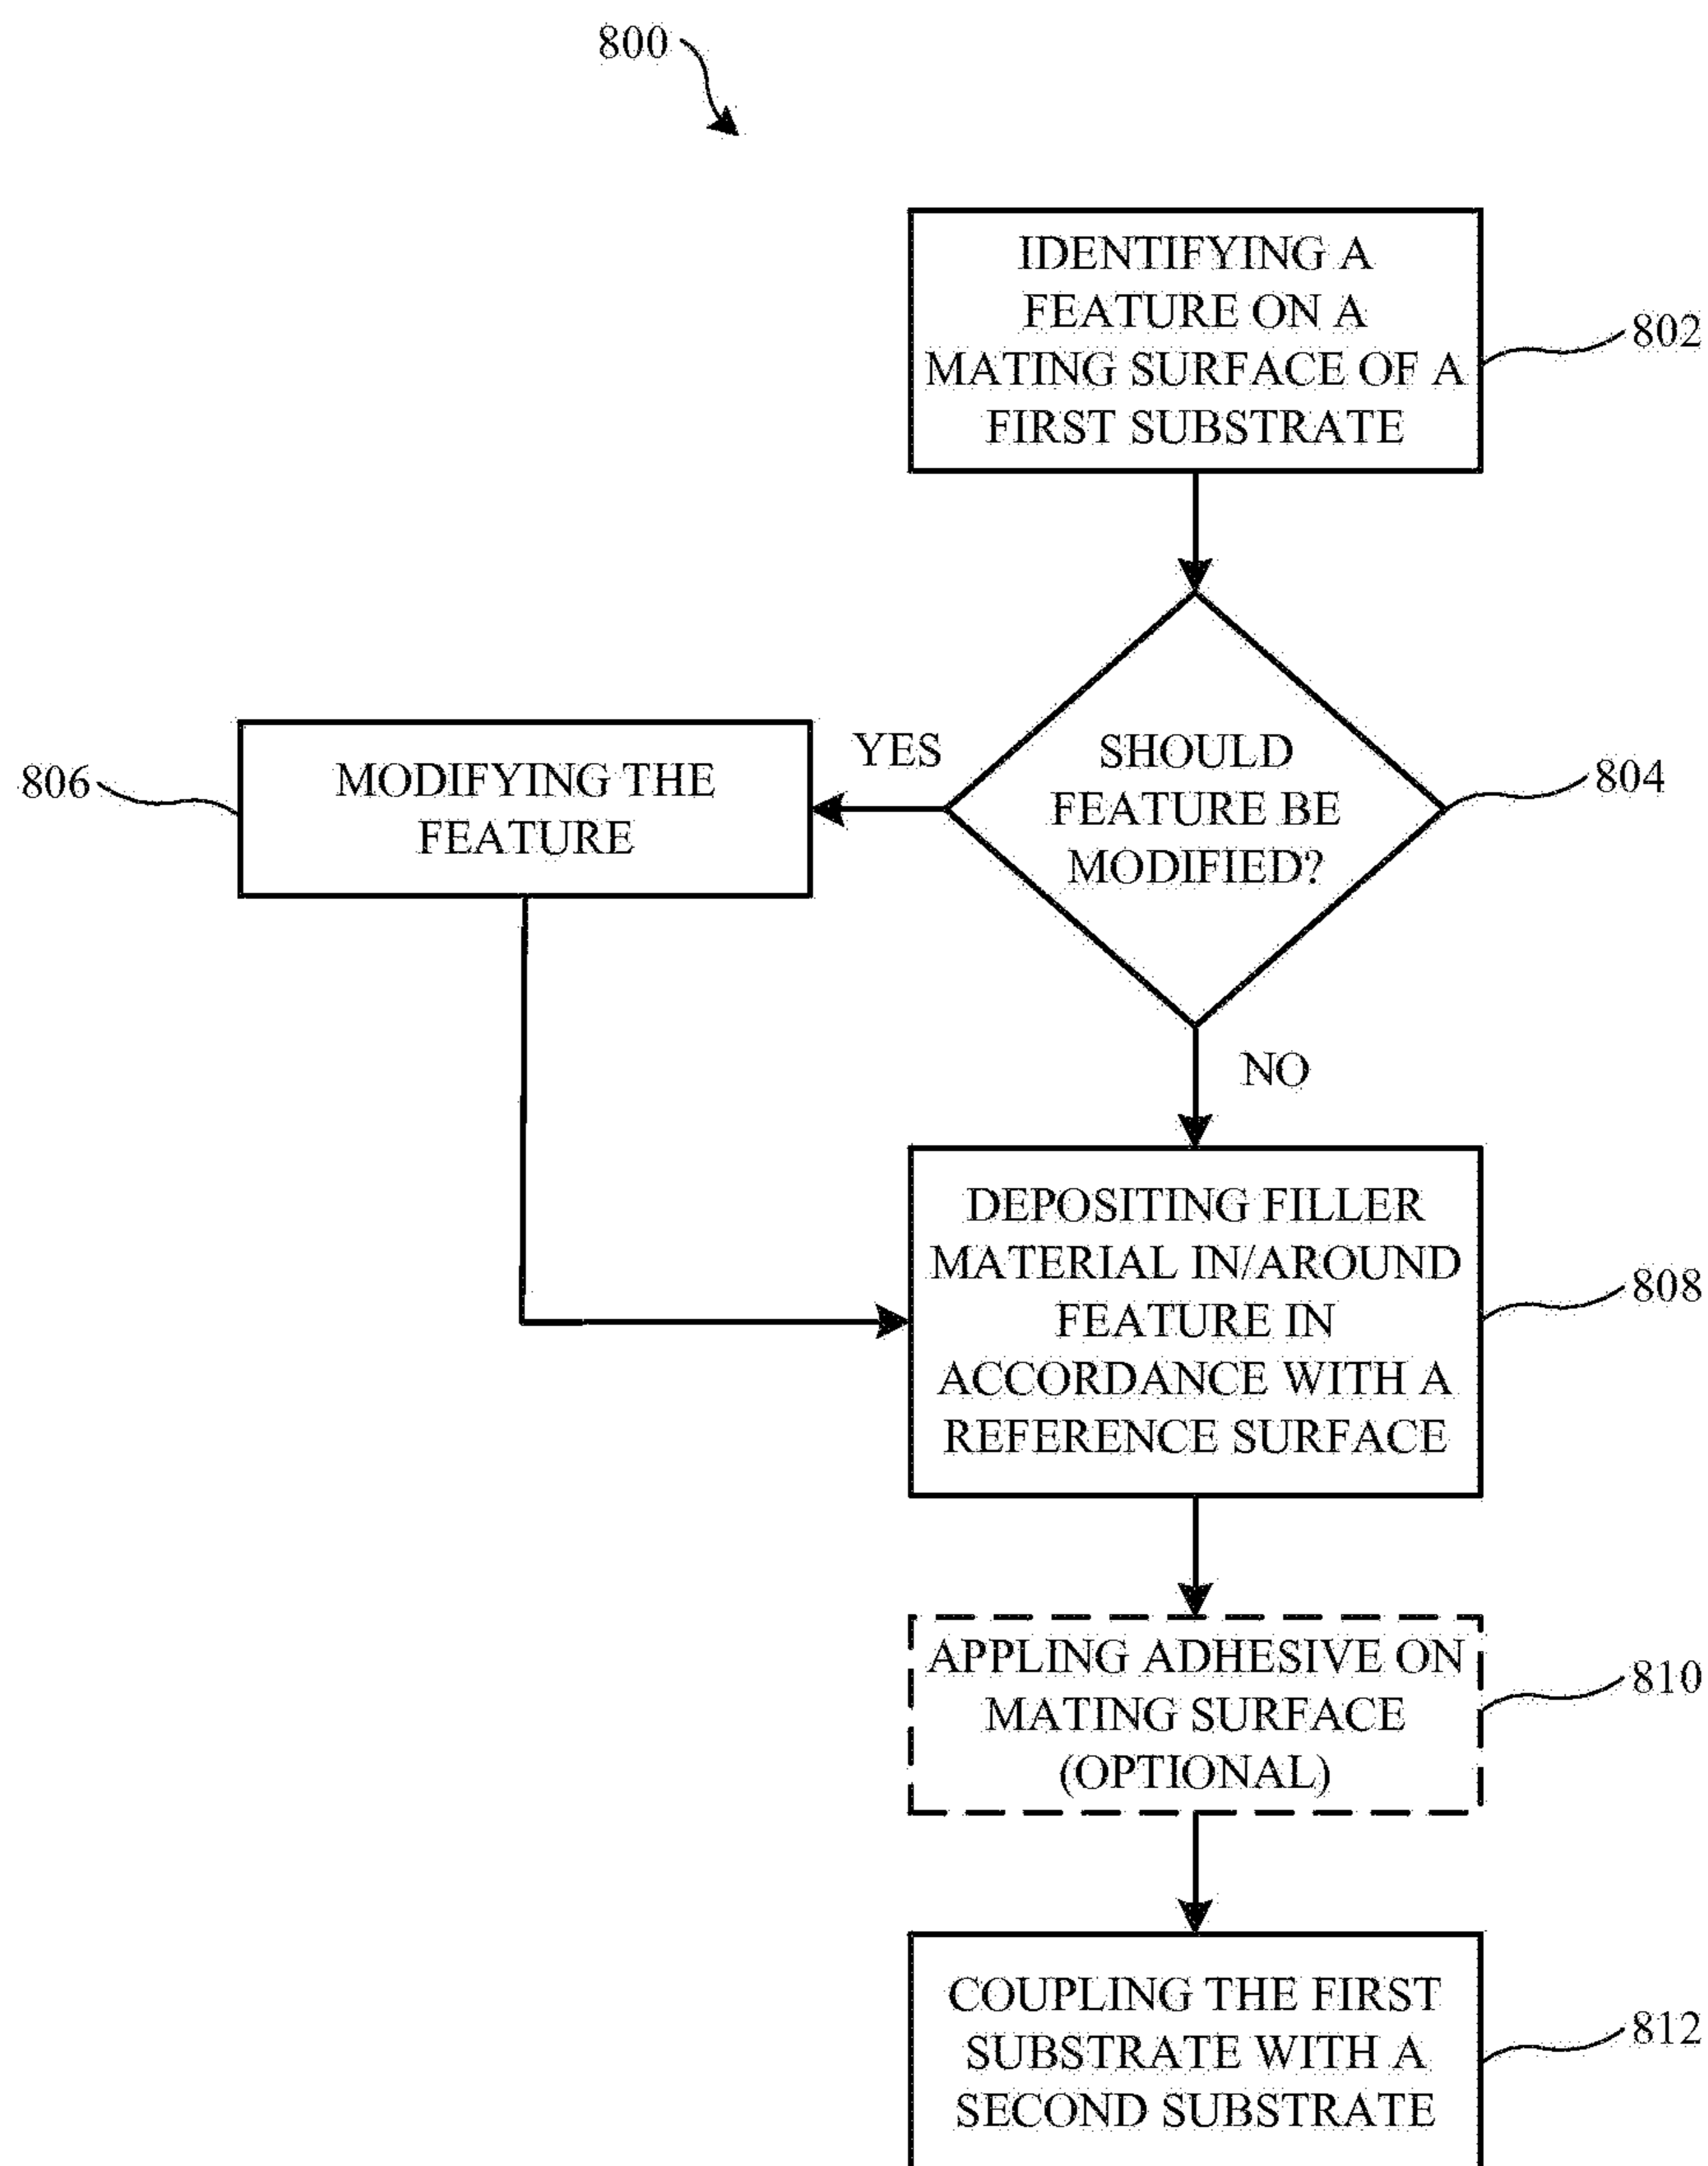 800
IDENTIFYING A
FEATURE ON A
MATING SURFACE OF A
FIRST SUBSTRATE
802
YES
SHOULD
FEATURE BE
MODIFIED?
804
806
MODIFYING THE
FEATURE
NO
DEPOSITING FILLER
MATERIAL IN/AROUND
FEATURE IN
ACCORDANCE WITH A
REFERENCE SURFACE
808
APPLING ADHESIVE ON
MATING SURFACE
(OPTIONAL)
810
COUPLING THE FIRST
SUBSTRATE WITH A
SECOND SUBSTRATE
812